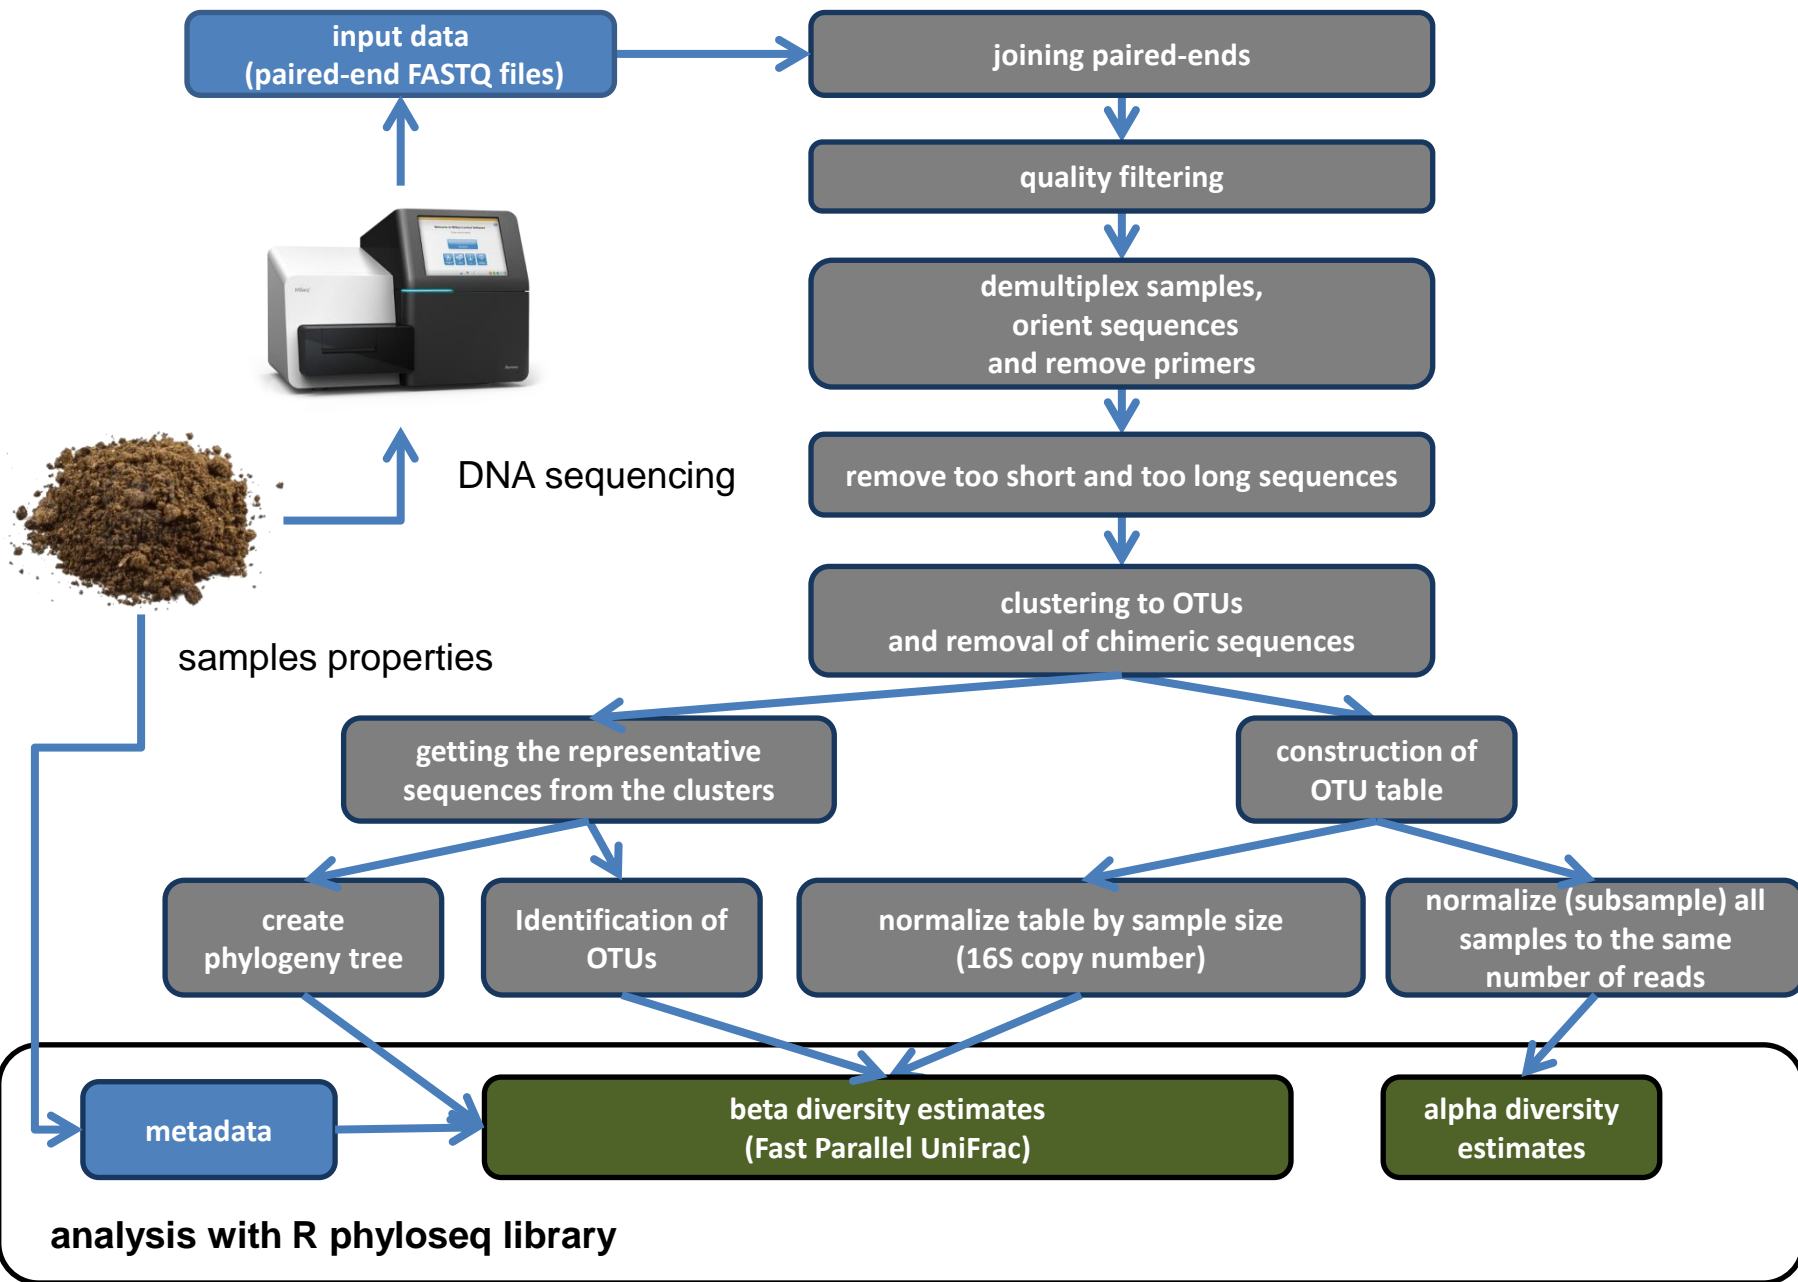 input data
(paired-end FASTQ files)
joining paired-ends
quality filtering
demultiplex samples,
orient sequences
and remove primers
DNA sequencing
remove too short and too long sequences
clustering to OTUs
and removal of chimeric sequences
samples properties
getting the representative
sequences from the clusters
construction of
OTU table
create
phylogeny tree
Identification of
OTUs
normalize table by sample size
(16S copy number)
normalize (subsample) all
samples to the same
number of reads
metadata
beta diversity estimates
(Fast Parallel UniFrac)
alpha diversity
estimates
analysis with R phyloseq library